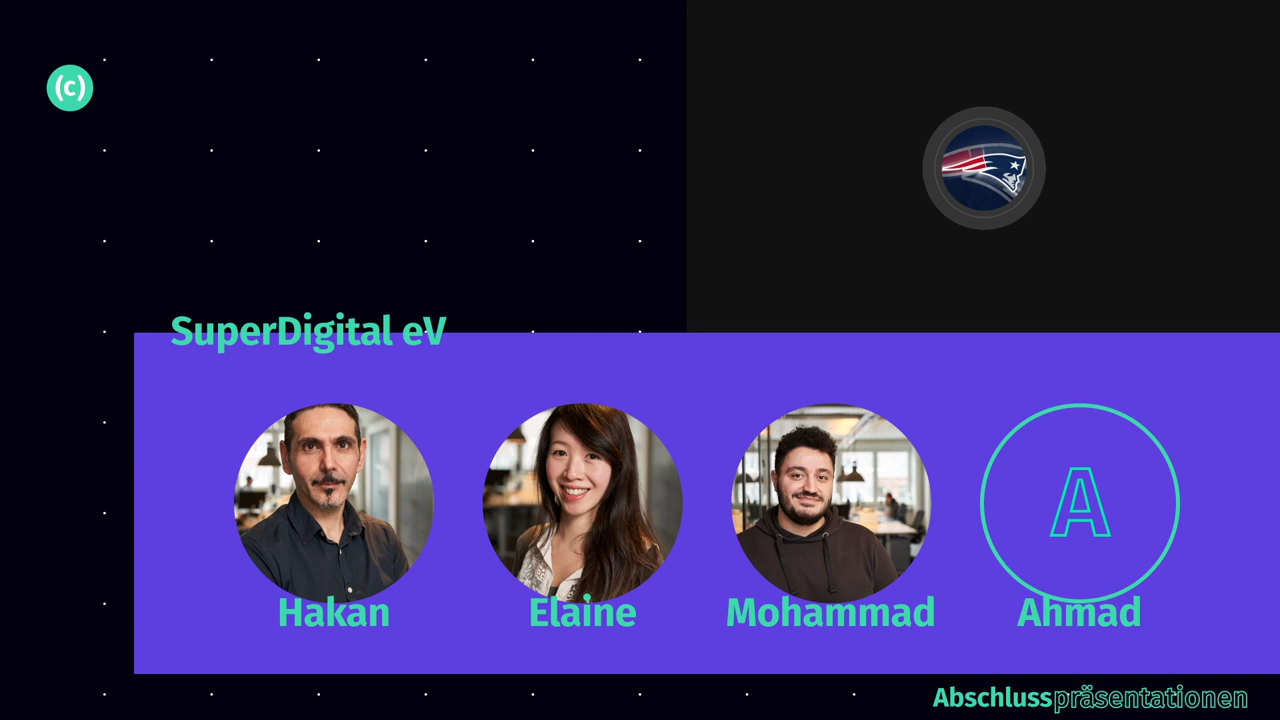 (c)
SuperDigital eV
A
Hakan
Elaine
Mohammad
Ahmad
Abschlusspräsentationen